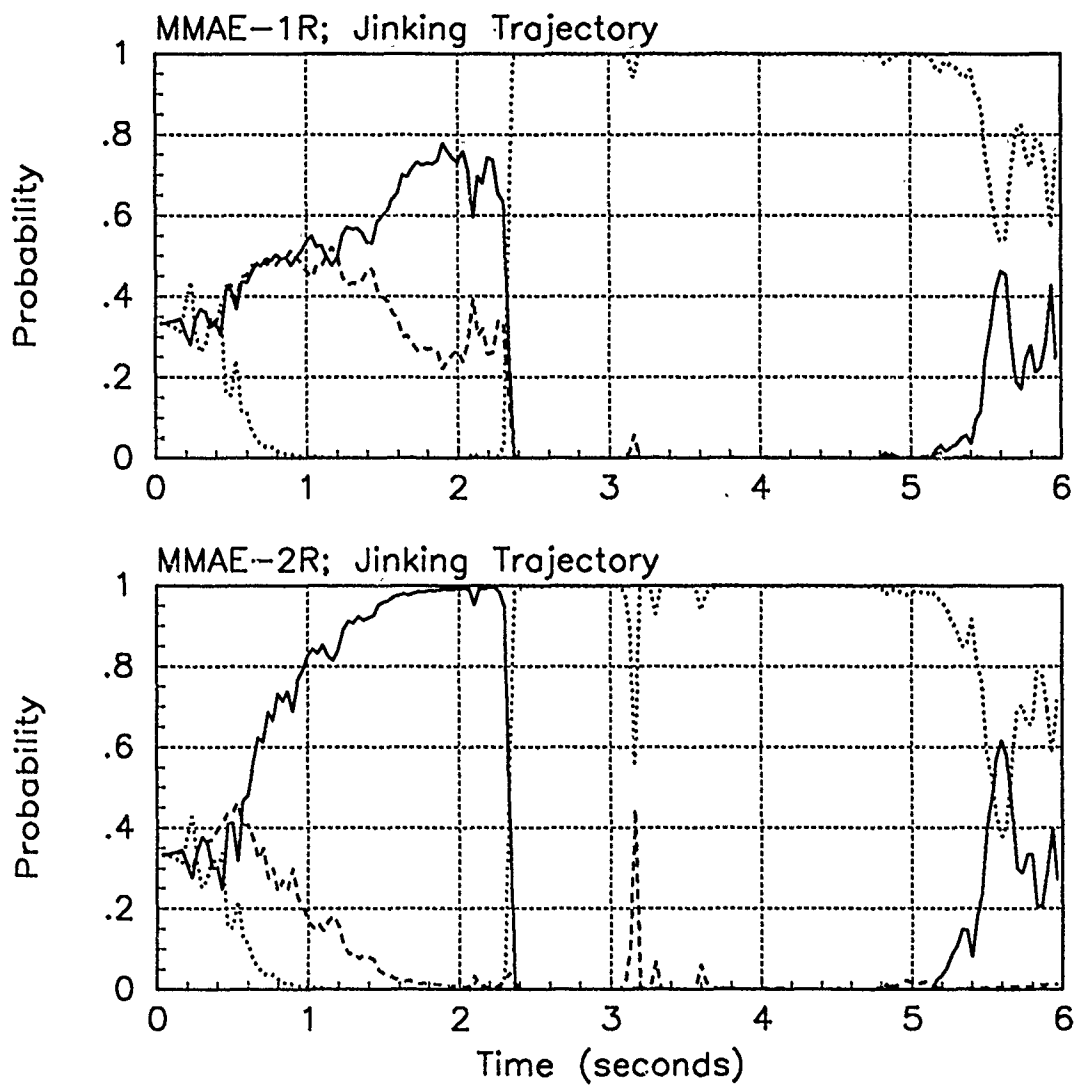 MMAE-1R; Jinking Trajectory
1
.8
.6
.4
.2
0
Probability
0 1 2 3 4 5 6
MMAE-2R; Jinking Trajectory
1
.8
.6
.4
.2
0
Probability
0 1 2 3 4 5 6
Time (seconds)